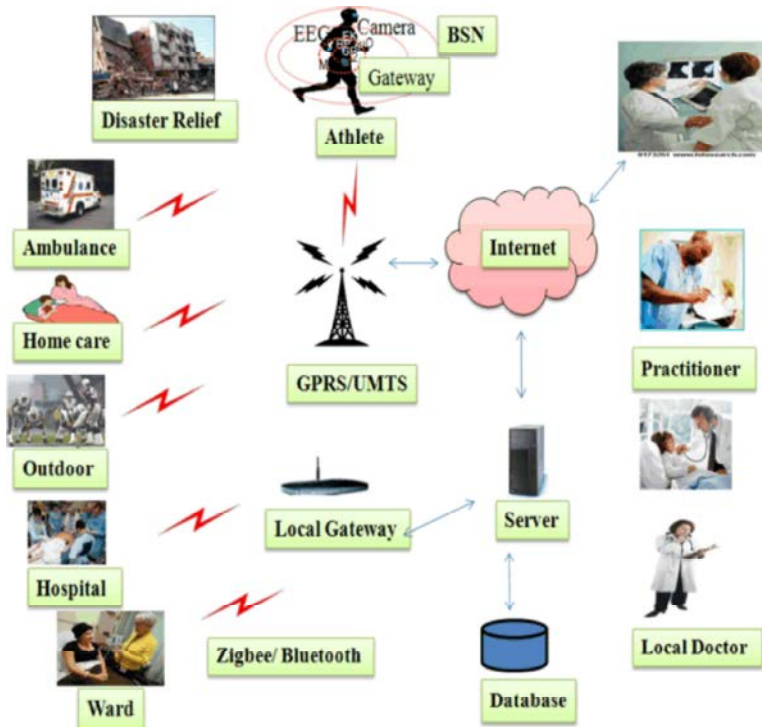 EEG
Camera
BSN
Gateway
Disaster Relief
Athlete
Ambulance
Internet
Home care
GPRS/UMTS
Practitioner
Outdoor
Local Gateway
Server
Hospital
Zigbee/ Bluetooth
Local Doctor
Ward
Database